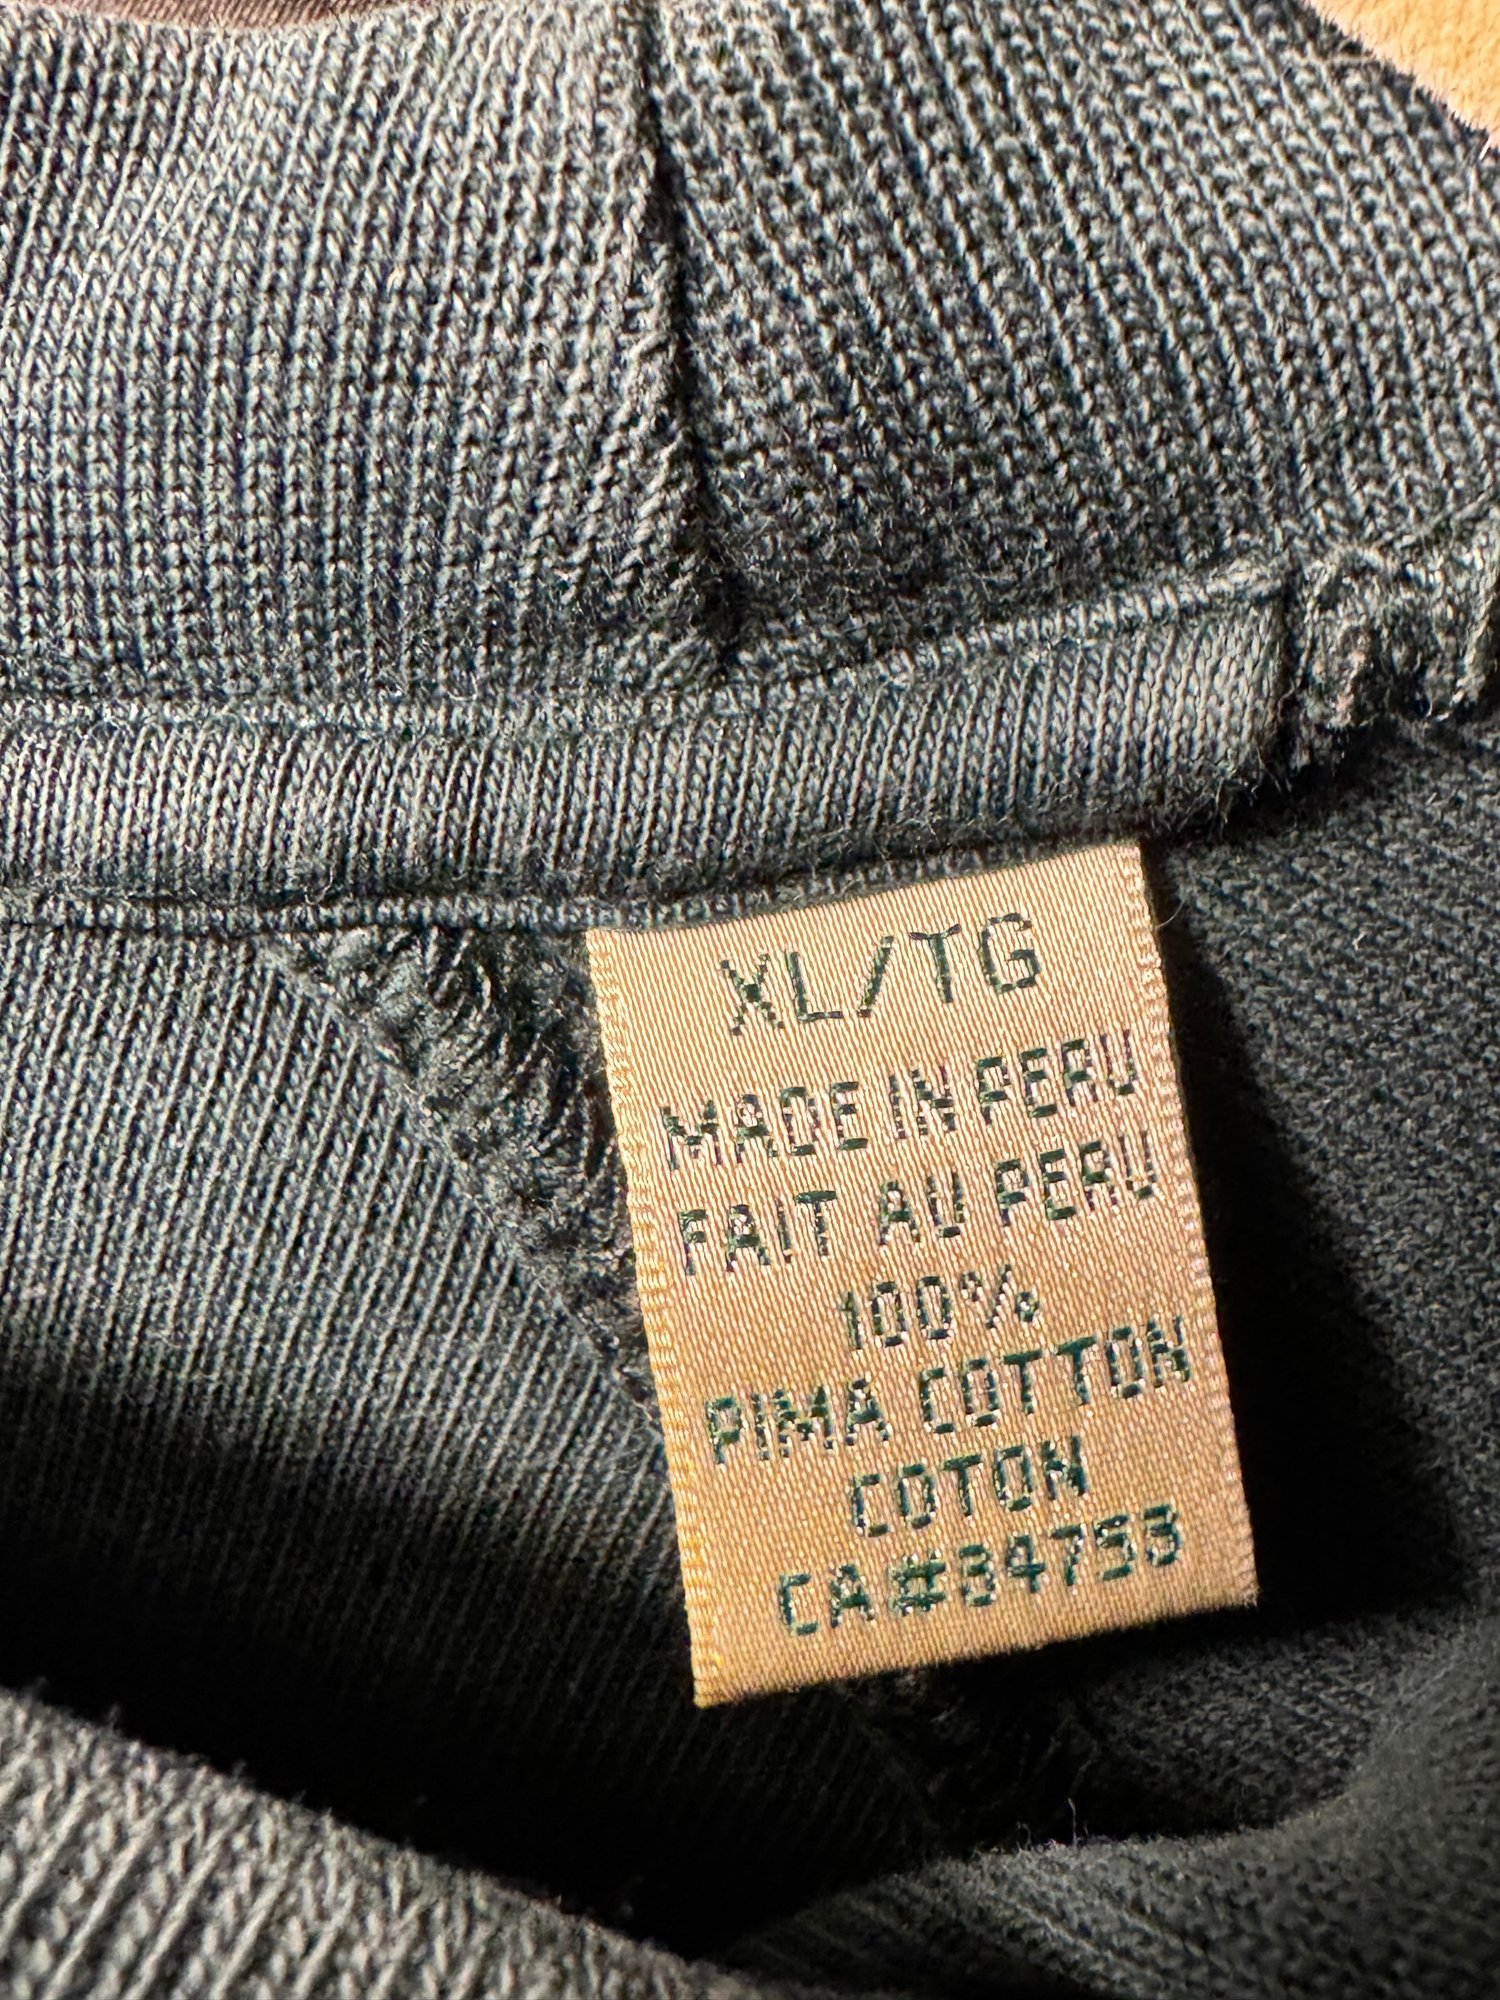 XL/TG
MADE IN PERU
FAIT AU PERU
100%
PIMA COTTON
COTON
CA#34753